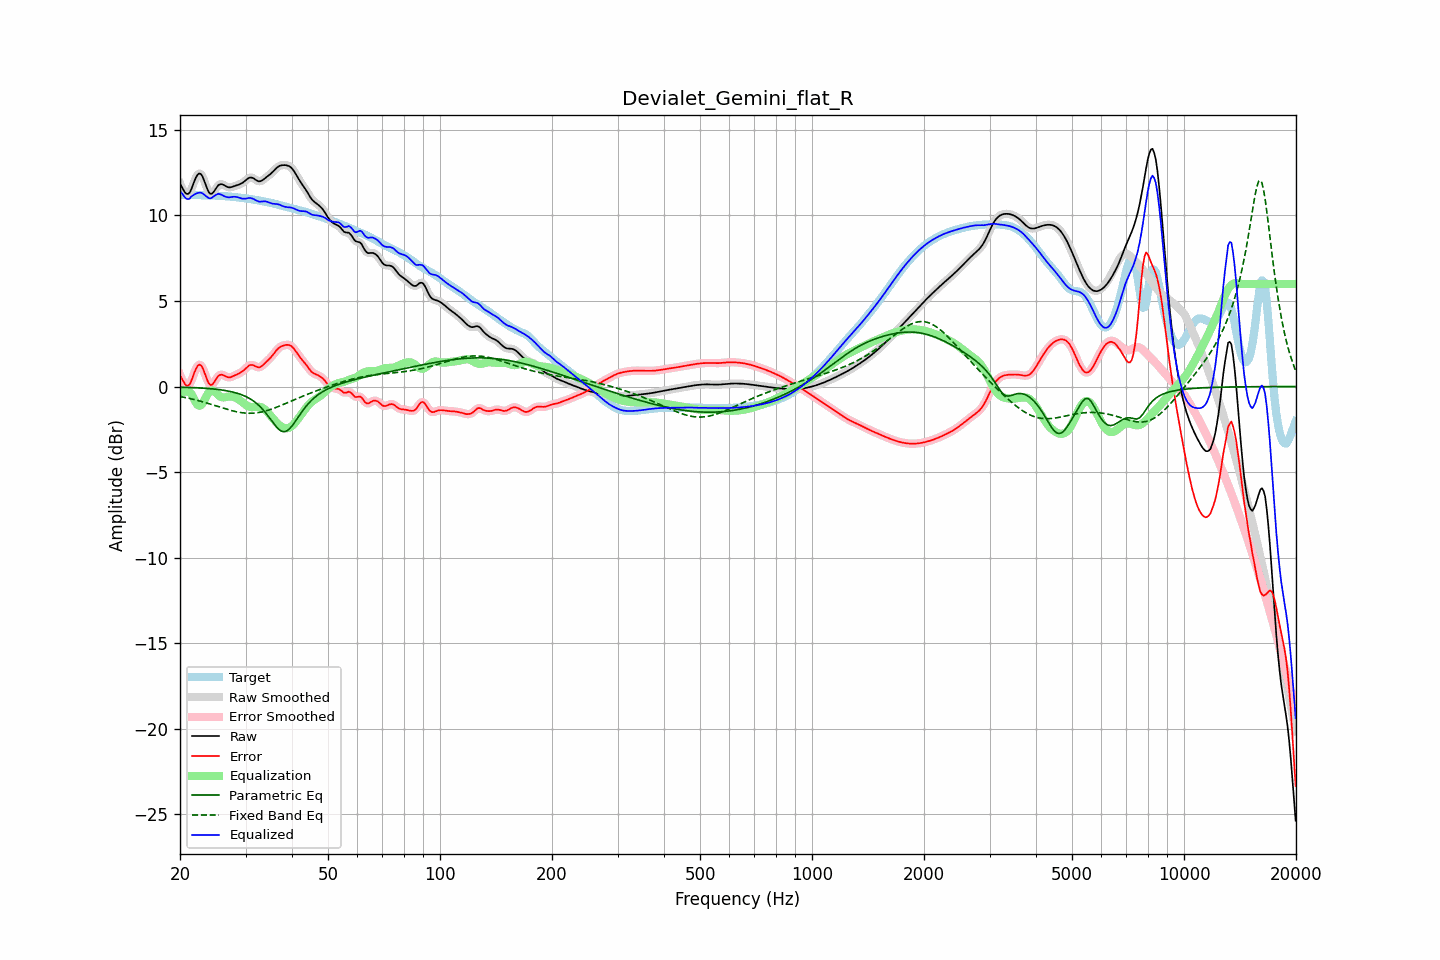 Devialet_Gemini_flat_R
Amplitude (dBr)
15
10
5
0
−5
−10
−15
−20
−25
Target
Raw Smoothed
Error Smoothed
Raw
Error
Equalization
Parametric Eq
Fixed Band Eq
Equalized
20 50 100 200 500 1000 2000 5000 10000 20000
Frequency (Hz)